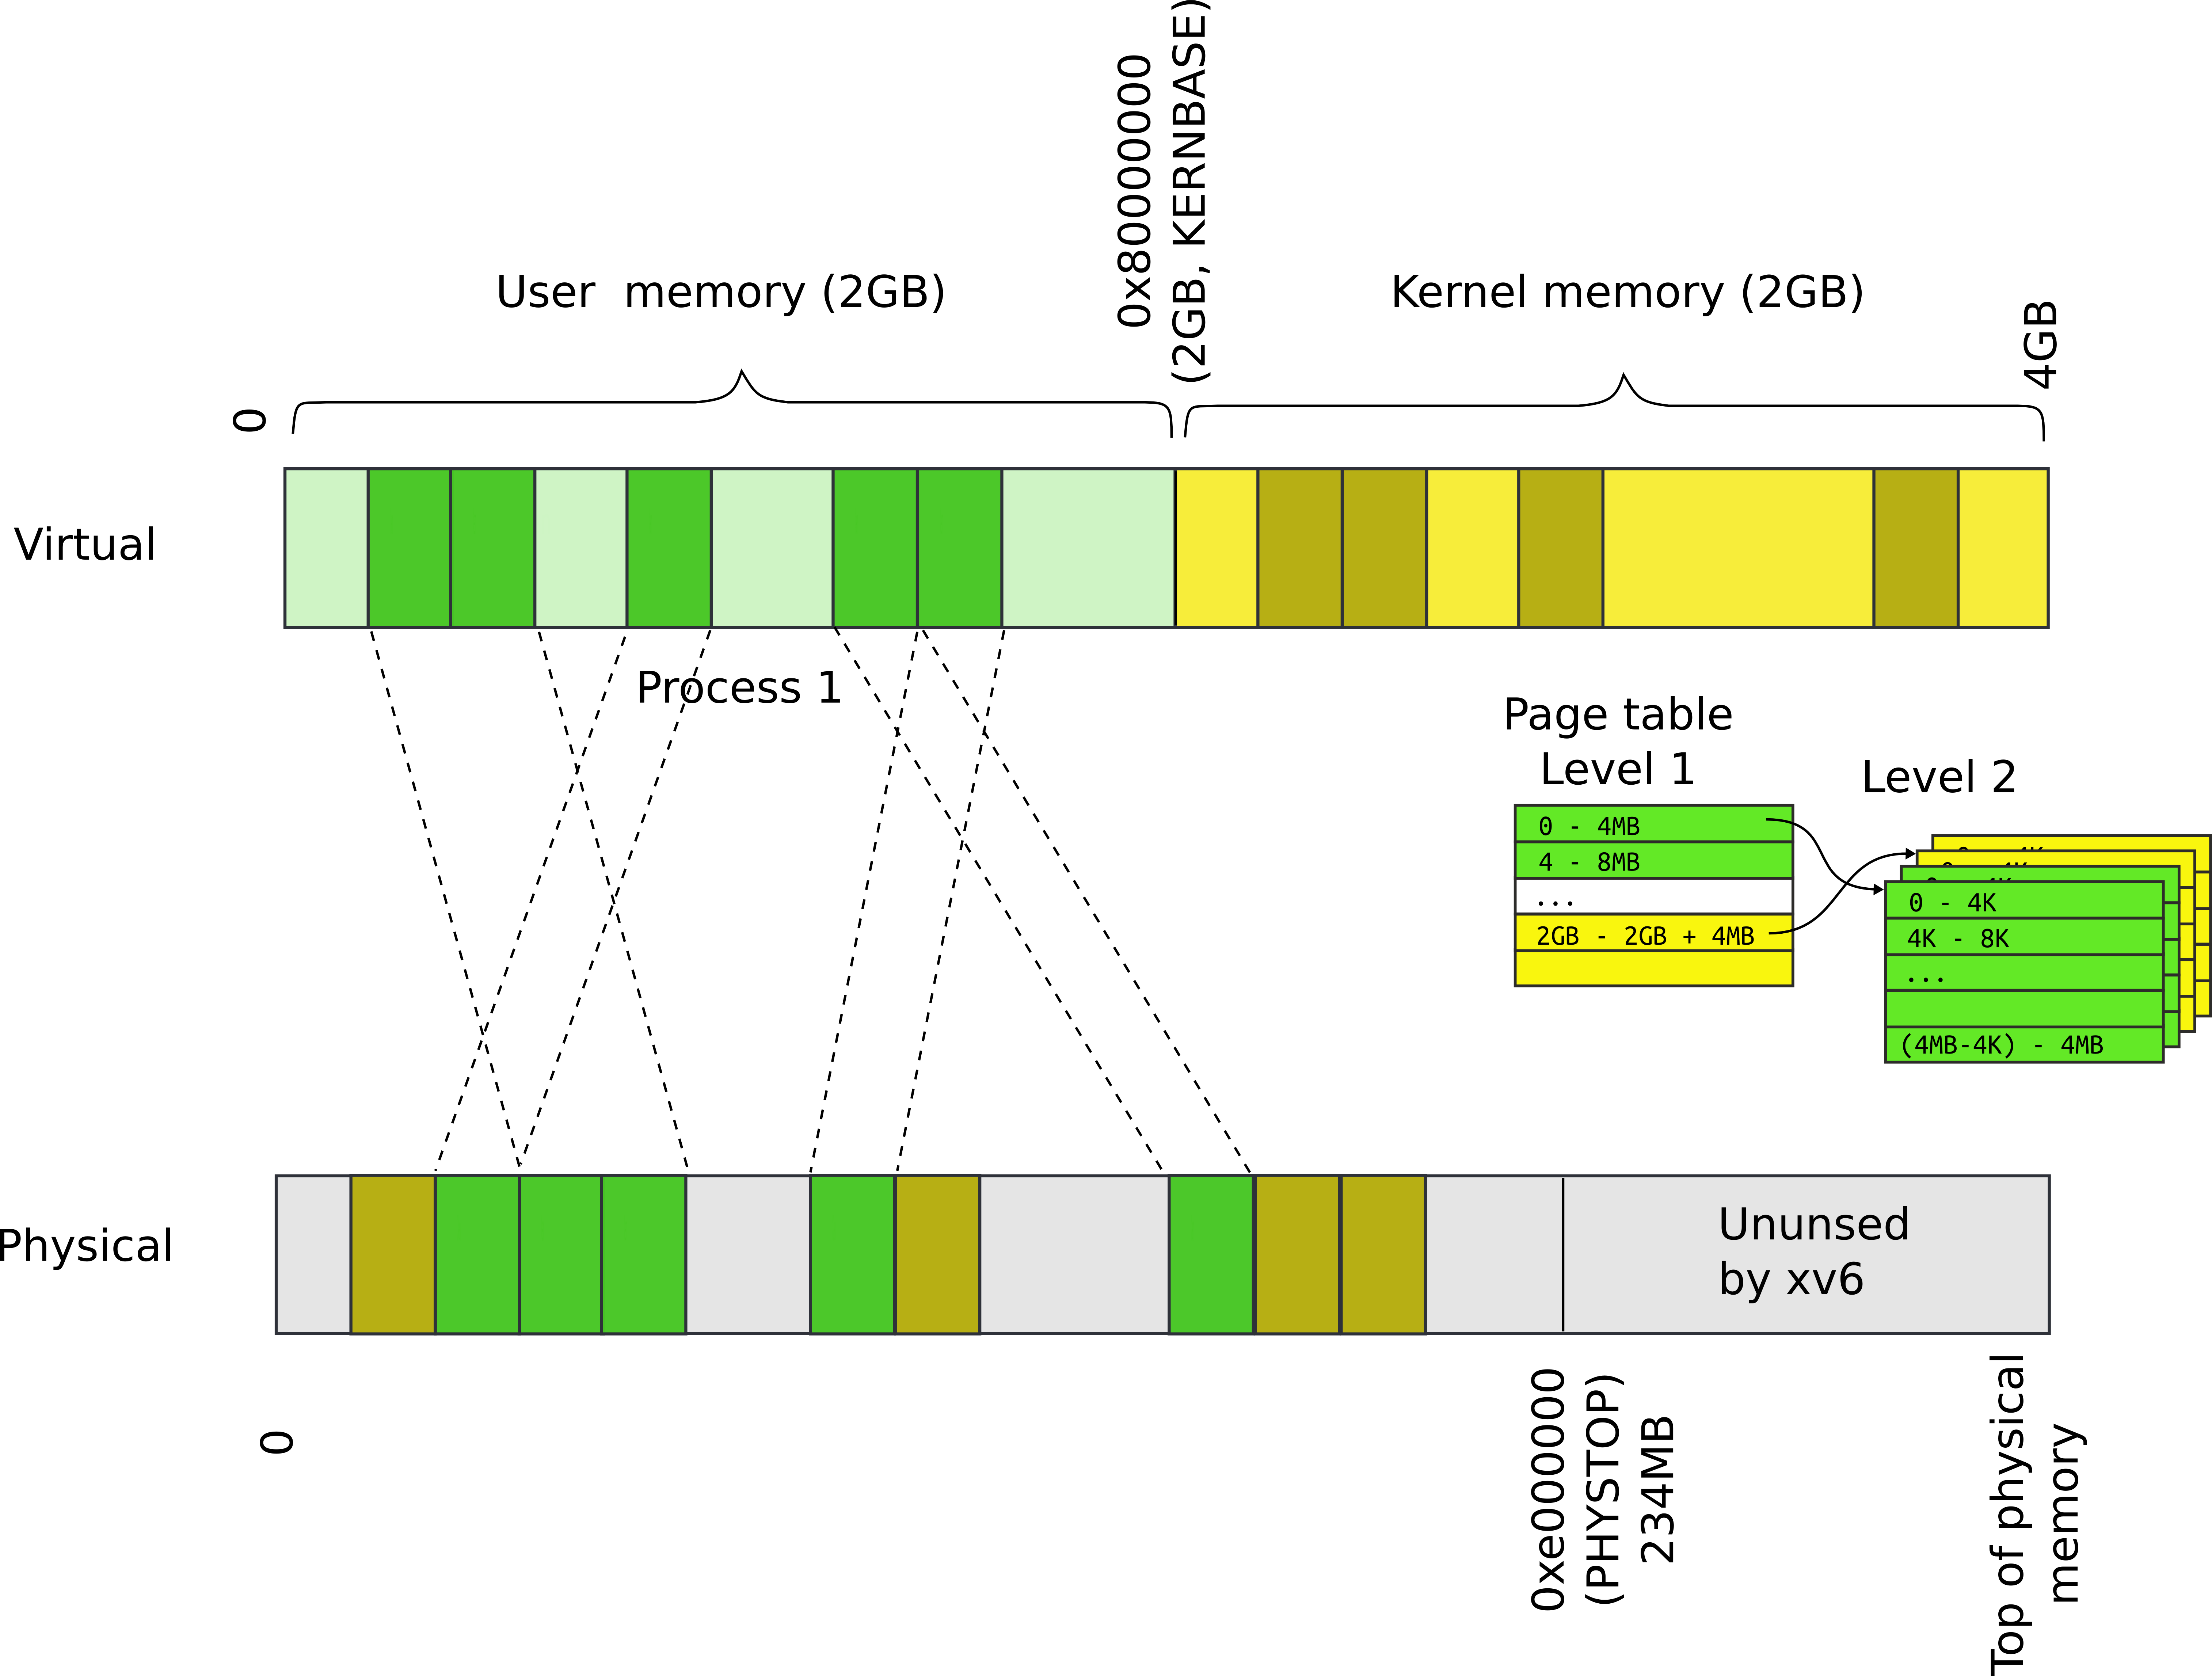 0x80000000
(2GB, KERNBASE)
User  memory (2GB)
Kernel memory (2GB)
4GB
0
Virtual
Process 1
Page table
Level 1
Level 2
0 - 4MB
4 - 8MB
...
2GB - 2GB + 4MB
0 - 4K
4K - 8K
...
(4MB-4K) - 4MB
Physical
Ununsed
by xv6
0
0xe000000
(PHYSTOP)
234MB
Top of physical
memory